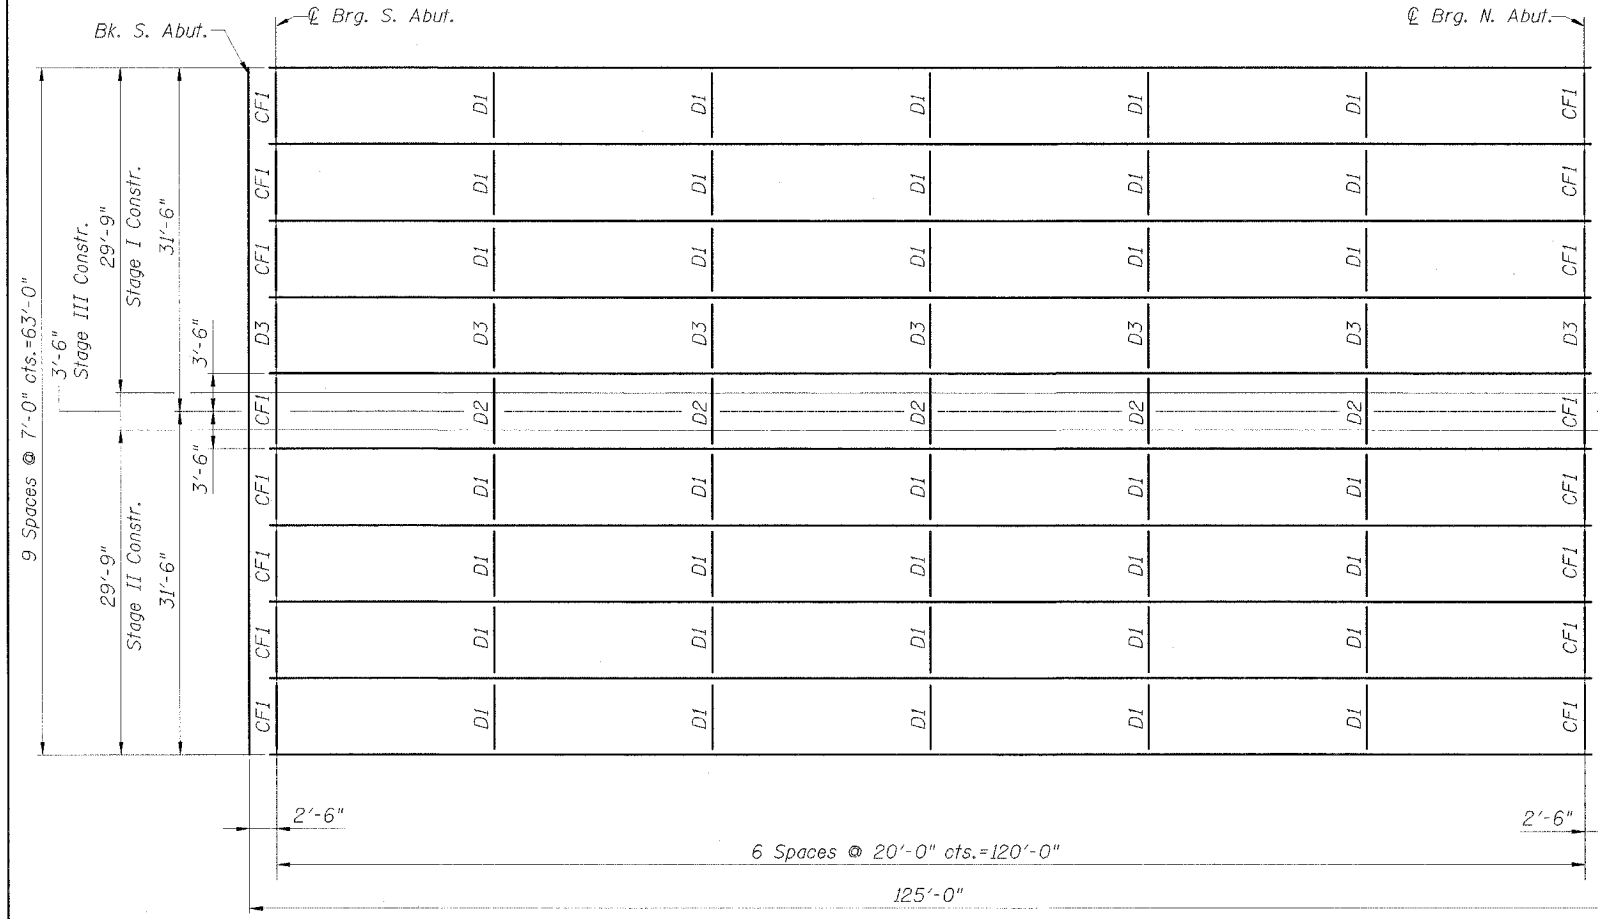 ℄ Brg. S. Abut.
℄ Brg. N. Abut.
Bk. S. Abut.
CF1 D1 D1 D1 D1 D1 CF1
CF1 D1 D1 D1 D1 D1 CF1
CF1 D1 D1 D1 D1 D1 CF1
D3 D3 D3 D3 D3 D3 D3
CF1 D2 D2 D2 D2 D2 CF1
CF1 D1 D1 D1 D1 D1 CF1
CF1 D1 D1 D1 D1 D1 CF1
CF1 D1 D1 D1 D1 D1 CF1
CF1 D1 D1 D1 D1 D1 CF1
9 Spaces @ 7'-0" cts.=63'-0"
3'-6"
Stage III Constr.
29'-9"
Stage I Constr.
31'-6"
3'-6"
3'-6"
29'-9"
Stage II Constr.
31'-6"
2'-6"
2'-6"
6 Spaces @ 20'-0" cts.=120'-0"
125'-0"